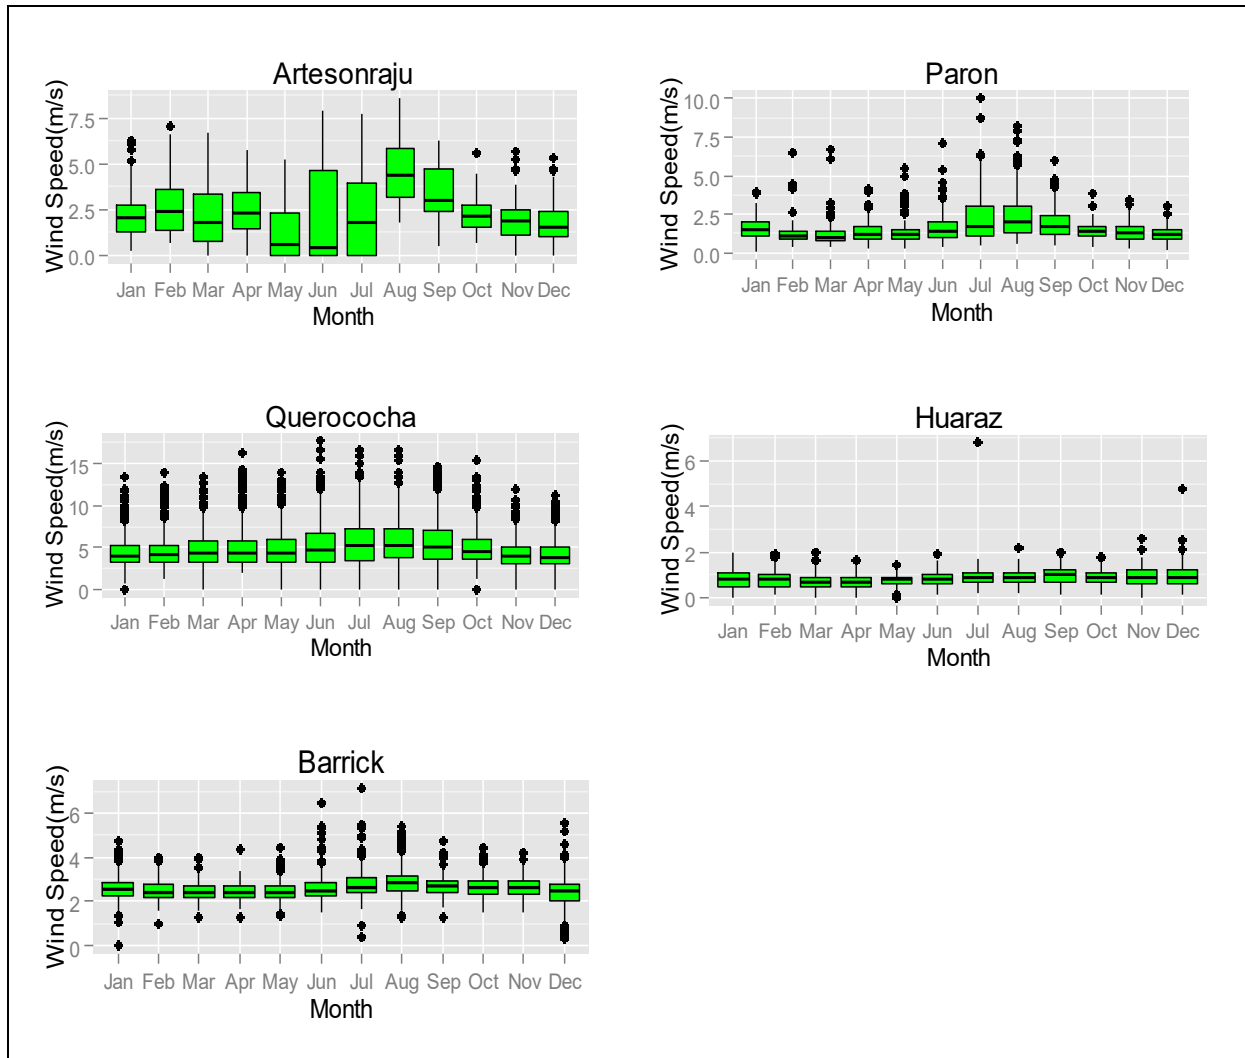 Artesonraju
Wind Speed(m/s)
7.5
5.0
2.5
0.0
Jan Feb Mar Apr May Jun Jul Aug Sep Oct Nov Dec
Month
Paron
Wind Speed(m/s)
10.0
7.5
5.0
2.5
0.0
Jan Feb Mar Apr May Jun Jul Aug Sep Oct Nov Dec
Month
Querococha
Wind Speed(m/s)
15
10
5
0
Jan Feb Mar Apr May Jun Jul Aug Sep Oct Nov Dec
Month
Huaraz
Wind Speed(m/s)
6
4
2
0
Jan Feb Mar Apr May Jun Jul Aug Sep Oct Nov Dec
Month
Barrick
Wind Speed(m/s)
6
4
2
0
Jan Feb Mar Apr May Jun Jul Aug Sep Oct Nov Dec
Month